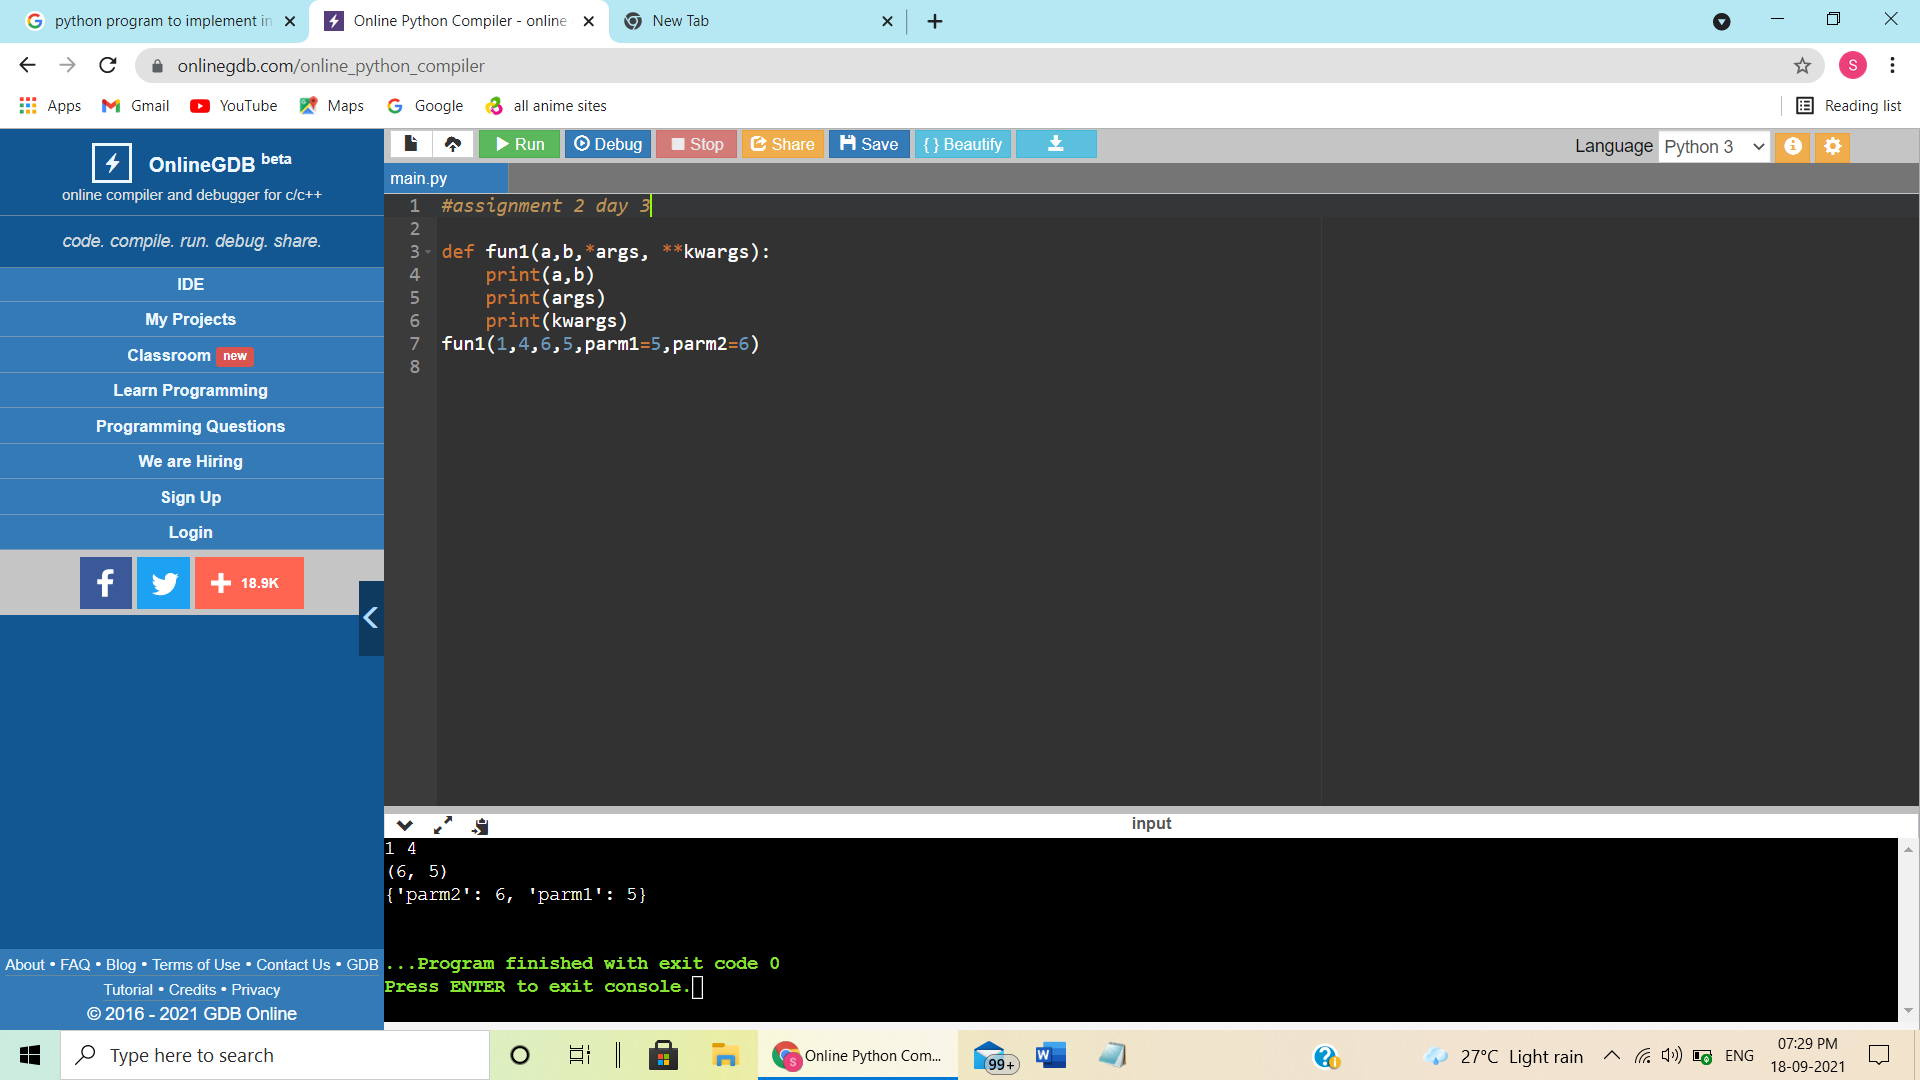 python program to implement in
Online Python Compiler - online
New Tab
onlinegdb.com/online_python_compiler
S
Apps Gmail YouTube Maps Google all anime sites Reading list
OnlineGDB beta
online compiler and debugger for c/c++
code. compile. run. debug. share.
IDE
My Projects
Classroom new
Learn Programming
Programming Questions
We are Hiring
Sign Up
Login
18.9K
About • FAQ • Blog • Terms of Use • Contact Us • GDB
Tutorial • Credits • Privacy
© 2016 - 2021 GDB Online
Run Debug Stop Share Save { } Beautify Language Python 3
main.py
1 #assignment 2 day 3
2
3 def fun1(a,b,*args, **kwargs):
4 print(a,b)
5 print(args)
6 print(kwargs)
7 fun1(1,4,6,5,parm1=5,parm2=6)
8
input
1 4
(6, 5)
{'parm2': 6, 'parm1': 5}
...Program finished with exit code 0
Press ENTER to exit console.
Type here to search
Online Python Com...
S
99+
27°C Light rain
ENG
07:29 PM
18-09-2021